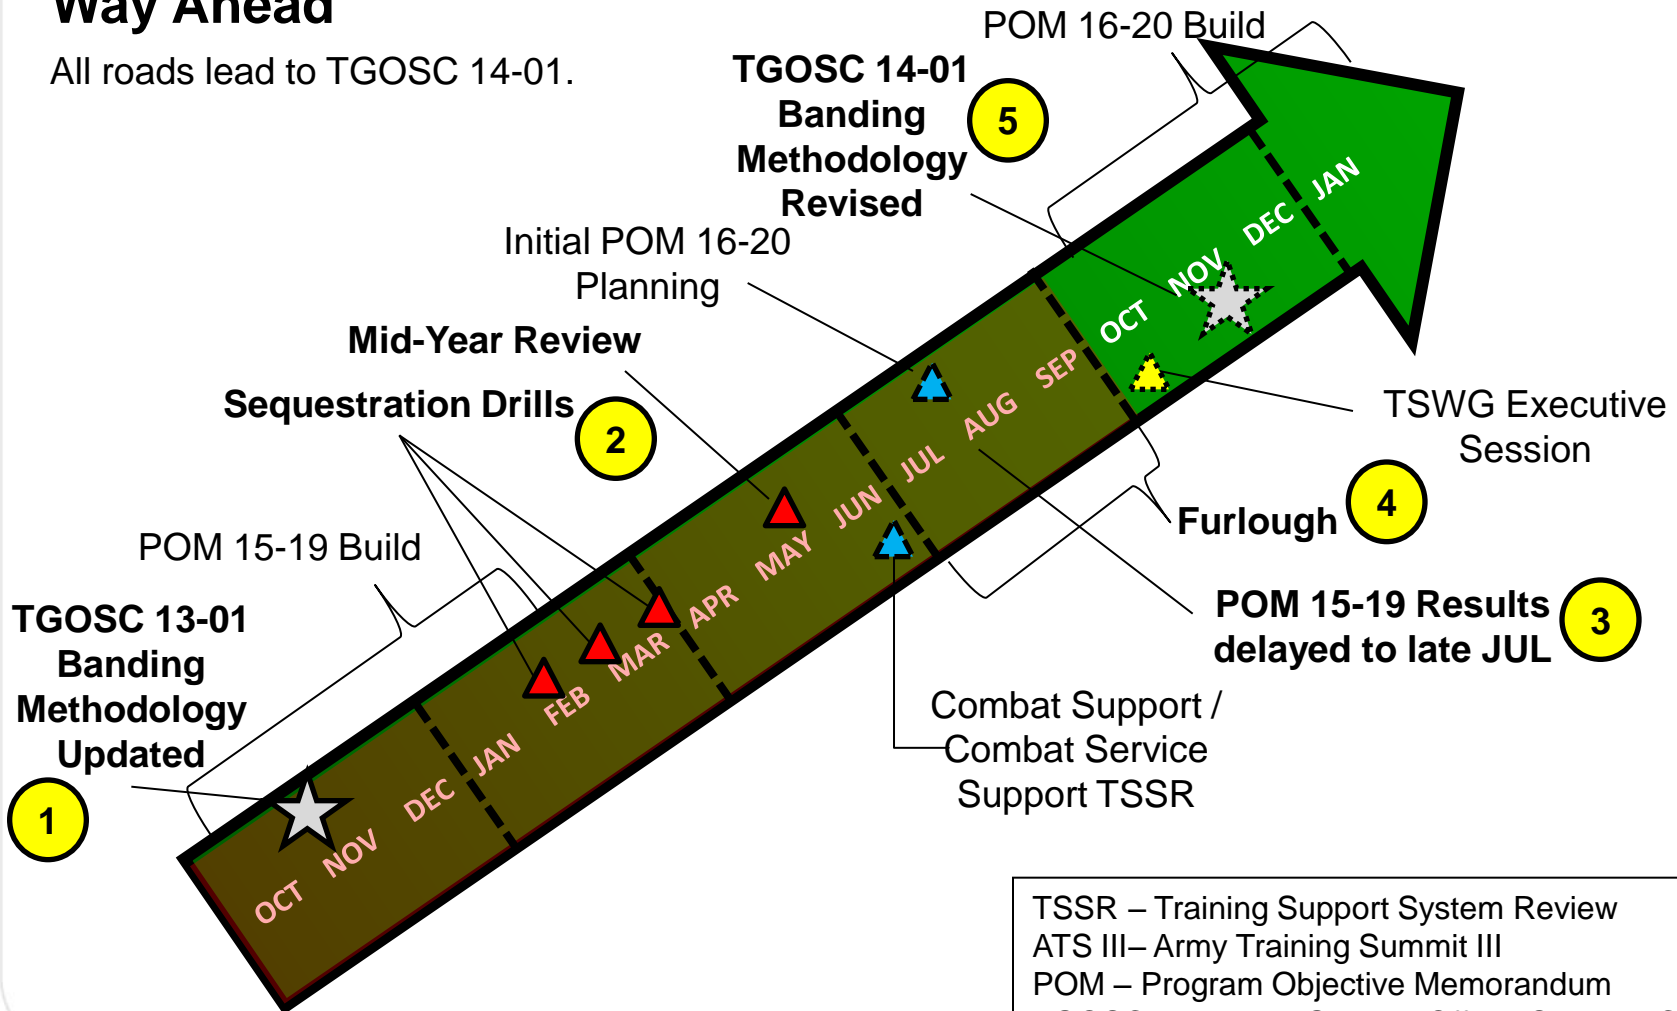 Way Ahead
All roads lead to TGOSC 14-01.
POM 16-20 Build
TGOSC 14-01
Banding
Methodology
Revised
5
Initial POM 16-20
Planning
Mid-Year Review
Sequestration Drills
2
POM 15-19 Build
TGOSC 13-01
Banding
Methodology
Updated
1
OCT
NOV
DEC
JAN
FEB
MAR
APR
MAY
JUN
JUL
AUG
SEP
OCT
NOV
DEC
JAN
TSWG Executive
Session
Furlough
4
POM 15-19 Results
delayed to late JUL
3
Combat Support /
Combat Service
Support TSSR
TSSR – Training Support System Review
ATS III– Army Training Summit III
POM – Program Objective Memorandum